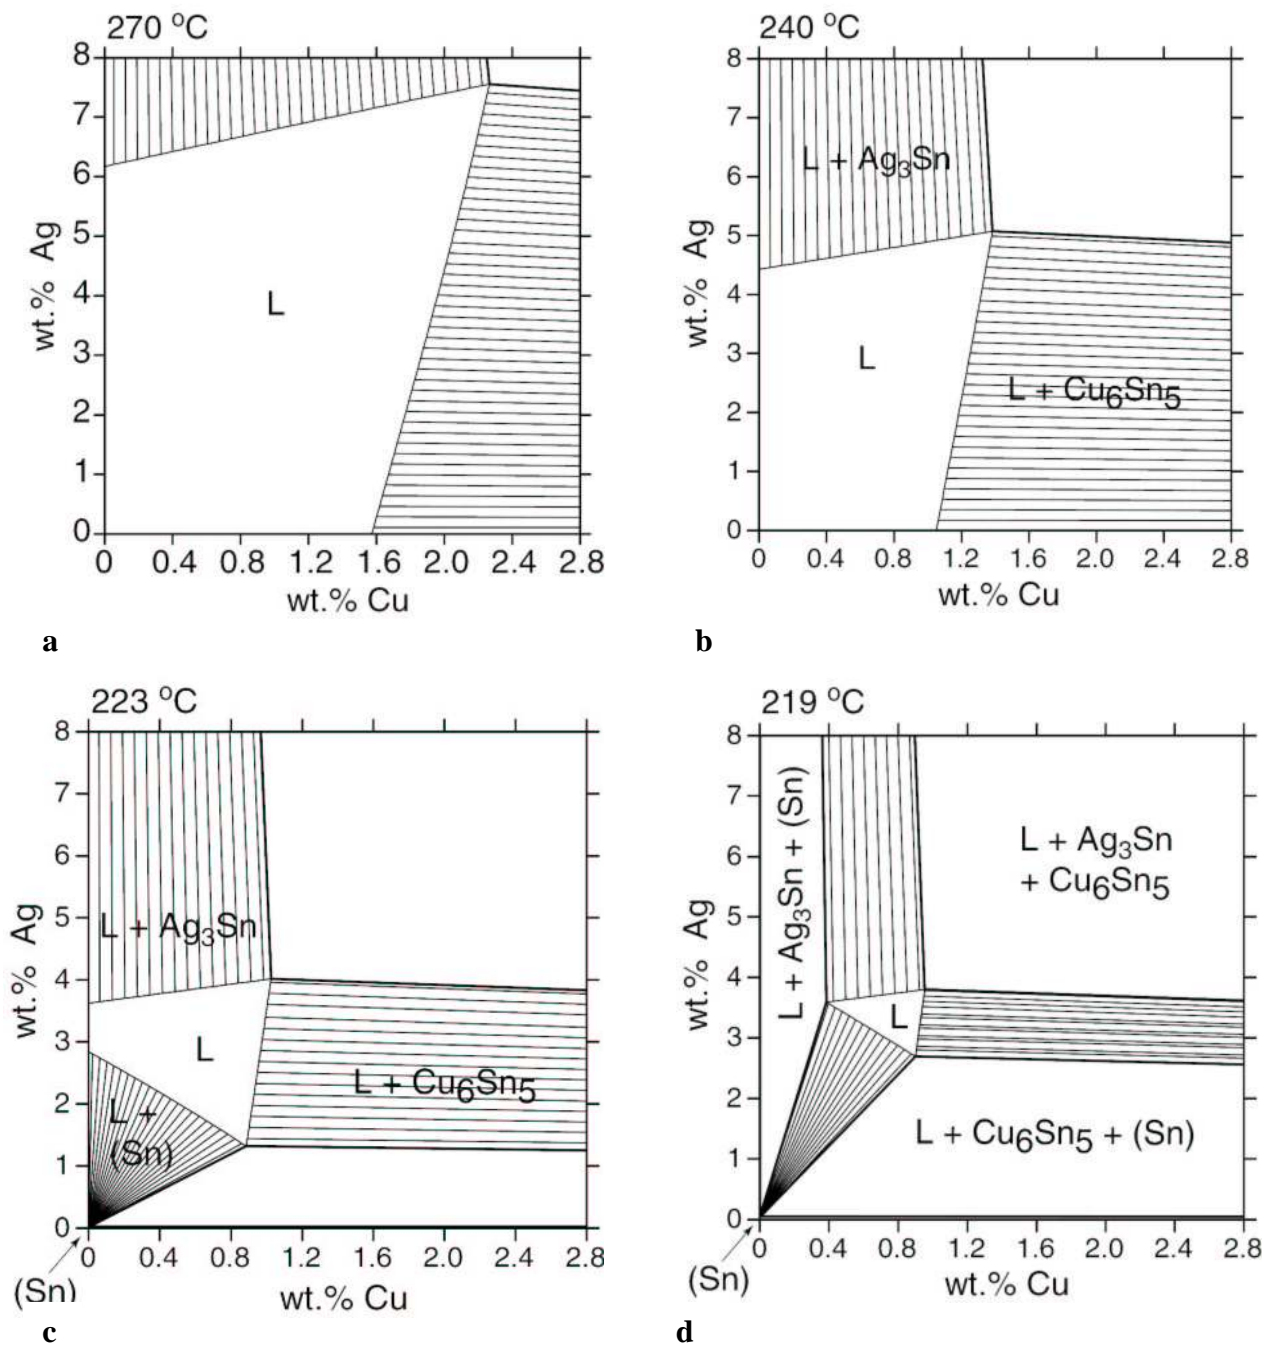 270 °C
8
7
6
5
4
3
2
1
0
wt.% Ag
L
0 0.4 0.8 1.2 1.6 2.0 2.4 2.8
wt.% Cu
a
240 °C
8
7
6
5
4
3
2
1
0
wt.% Ag
L + Ag3Sn
L
L + Cu6Sn5
0 0.4 0.8 1.2 1.6 2.0 2.4 2.8
wt.% Cu
b
223 °C
8
7
6
5
4
3
2
1
0
wt.% Ag
L + Ag3Sn
L
L + Cu6Sn5
L +
(Sn)
0 0.4 0.8 1.2 1.6 2.0 2.4 2.8
(Sn)
wt.% Cu
c
219 °C
8
7
6
5
4
3
2
1
0
wt.% Ag
L + Ag3Sn + (Sn)
L + Ag3Sn
+ Cu6Sn5
L
L + Cu6Sn5 + (Sn)
0 0.4 0.8 1.2 1.6 2.0 2.4 2.8
(Sn)
wt.% Cu
d